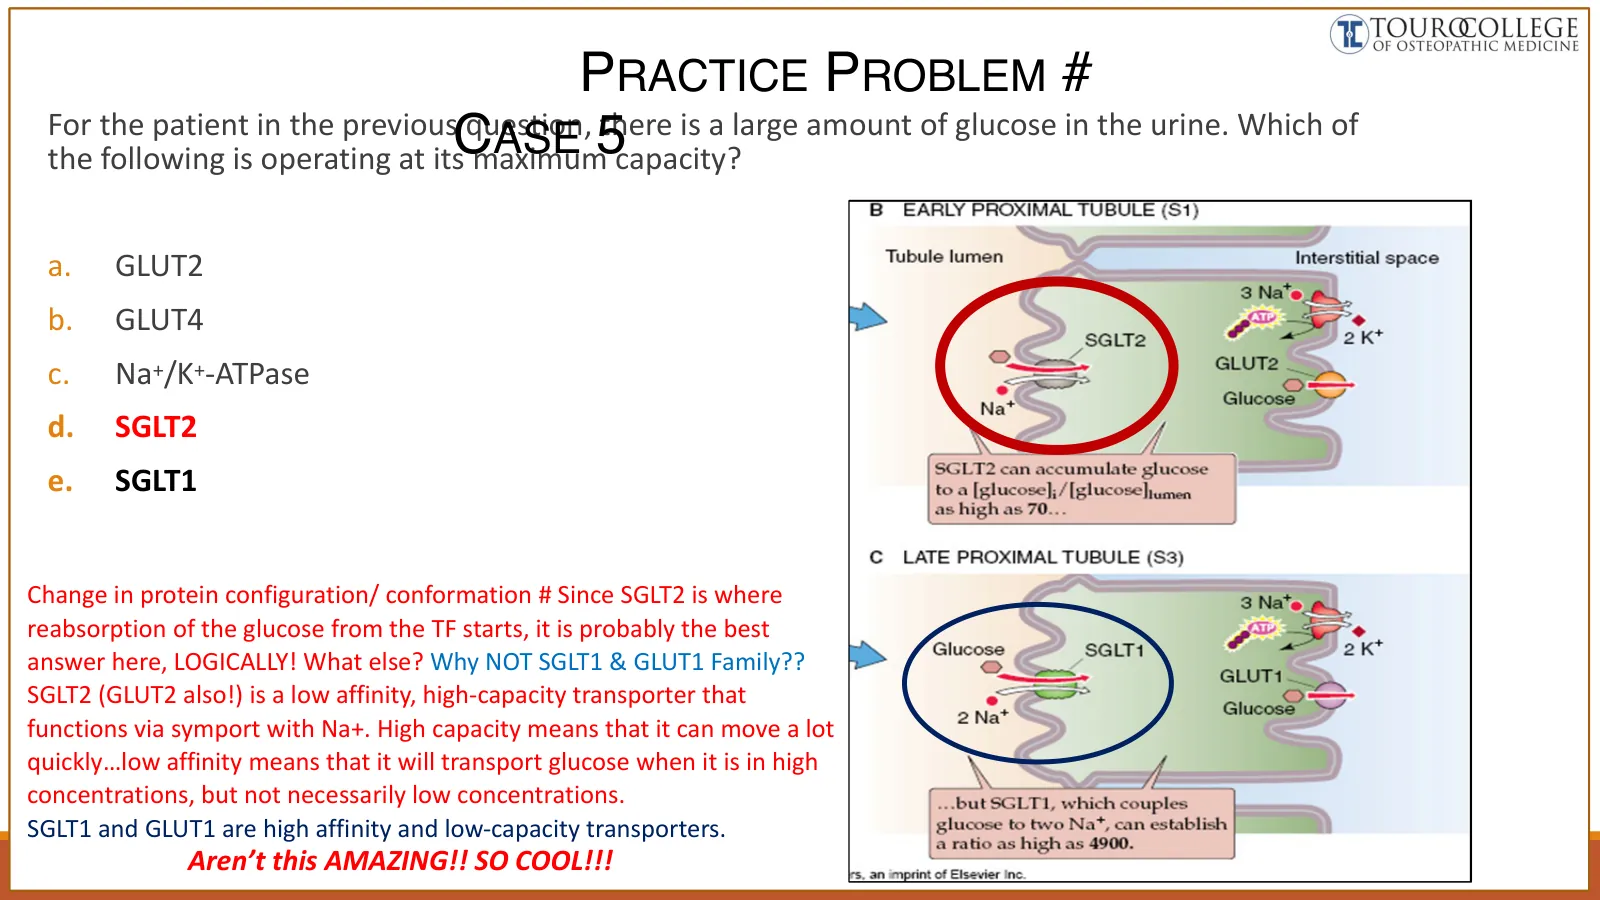 TOURO COLLEGE
OF OSTEOPATHIC MEDICINE
PRACTICE PROBLEM #
CASE 5
For the patient in the previous question, there is a large amount of glucose in the urine. Which of
the following is operating at its maximum capacity?
a. GLUT2
b. GLUT4
c. Na+/K+-ATPase
d. SGLT2
e. SGLT1
Change in protein configuration/ conformation # Since SGLT2 is where
reabsorption of the glucose from the TF starts, it is probably the best
answer here, LOGICALLY! What else? Why NOT SGLT1 & GLUT1 Family??
SGLT2 (GLUT2 also!) is a low affinity, high-capacity transporter that
functions via symport with Na+. High capacity means that it can move a lot
quickly...low affinity means that it will transport glucose when it is in high
concentrations, but not necessarily low concentrations.
SGLT1 and GLUT1 are high affinity and low-capacity transporters.
Aren't this AMAZING!! SO COOL!!!
B EARLY PROXIMAL TUBULE (S1)
Tubule lumen
Interstitial space
3 Na+
ATP
2 K+
SGLT2
GLUT2
Glucose
Na+
SGLT2 can accumulate glucose
to a [glucose]i/[glucose]lumen
as high as 70...
C LATE PROXIMAL TUBULE (S3)
3 Na+
ATP
2 K+
Glucose
SGLT1
GLUT1
Glucose
2 Na+
...but SGLT1, which couples
glucose to two Na+, can establish
a ratio as high as 4900.
rs, an imprint of Elsevier Inc.